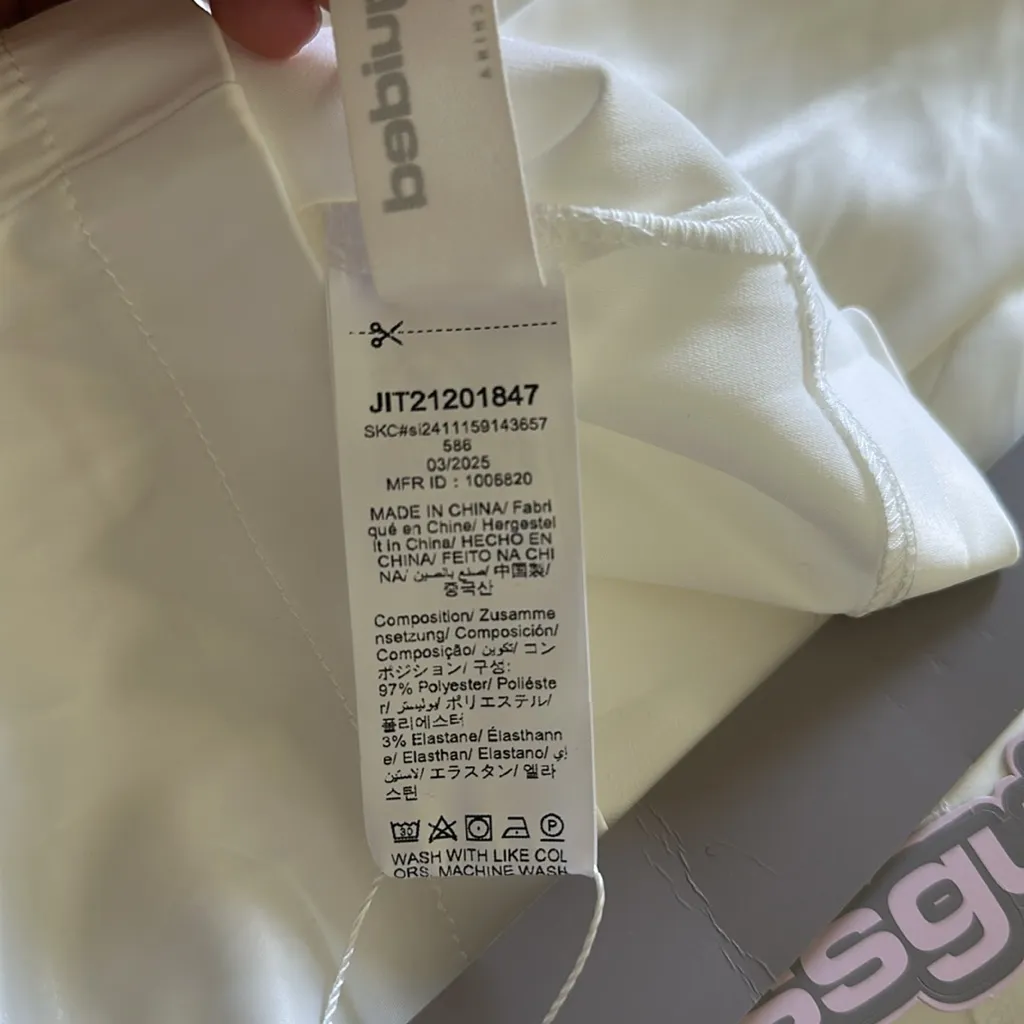 CHINY
JIT21201847
SKC#si2411159143657
586
03/2025
MFR ID : 1006820
MADE IN CHINA/ Fabri
qué en Chine/ Hergestel
lt in China/ HECHO EN
CHINA/ FEITO NA CHI
NA/ صنع بالصين/ 中国製/
중국산
Composition/ Zusamme
nsetzung/ Composición/
Composição/ تكوين/ コン
ポジション/ 구성:
97% Polyester/ Poliéste
r/ بوليستر/ ポリエステル/
폴리에스터
3% Elastane/ Élasthann
e/ Elasthan/ Elastano/ إي
لاستين/ エラスタン/ 엘라
스틴
30
P
WASH WITH LIKE COL
ORS, MACHINE WASH